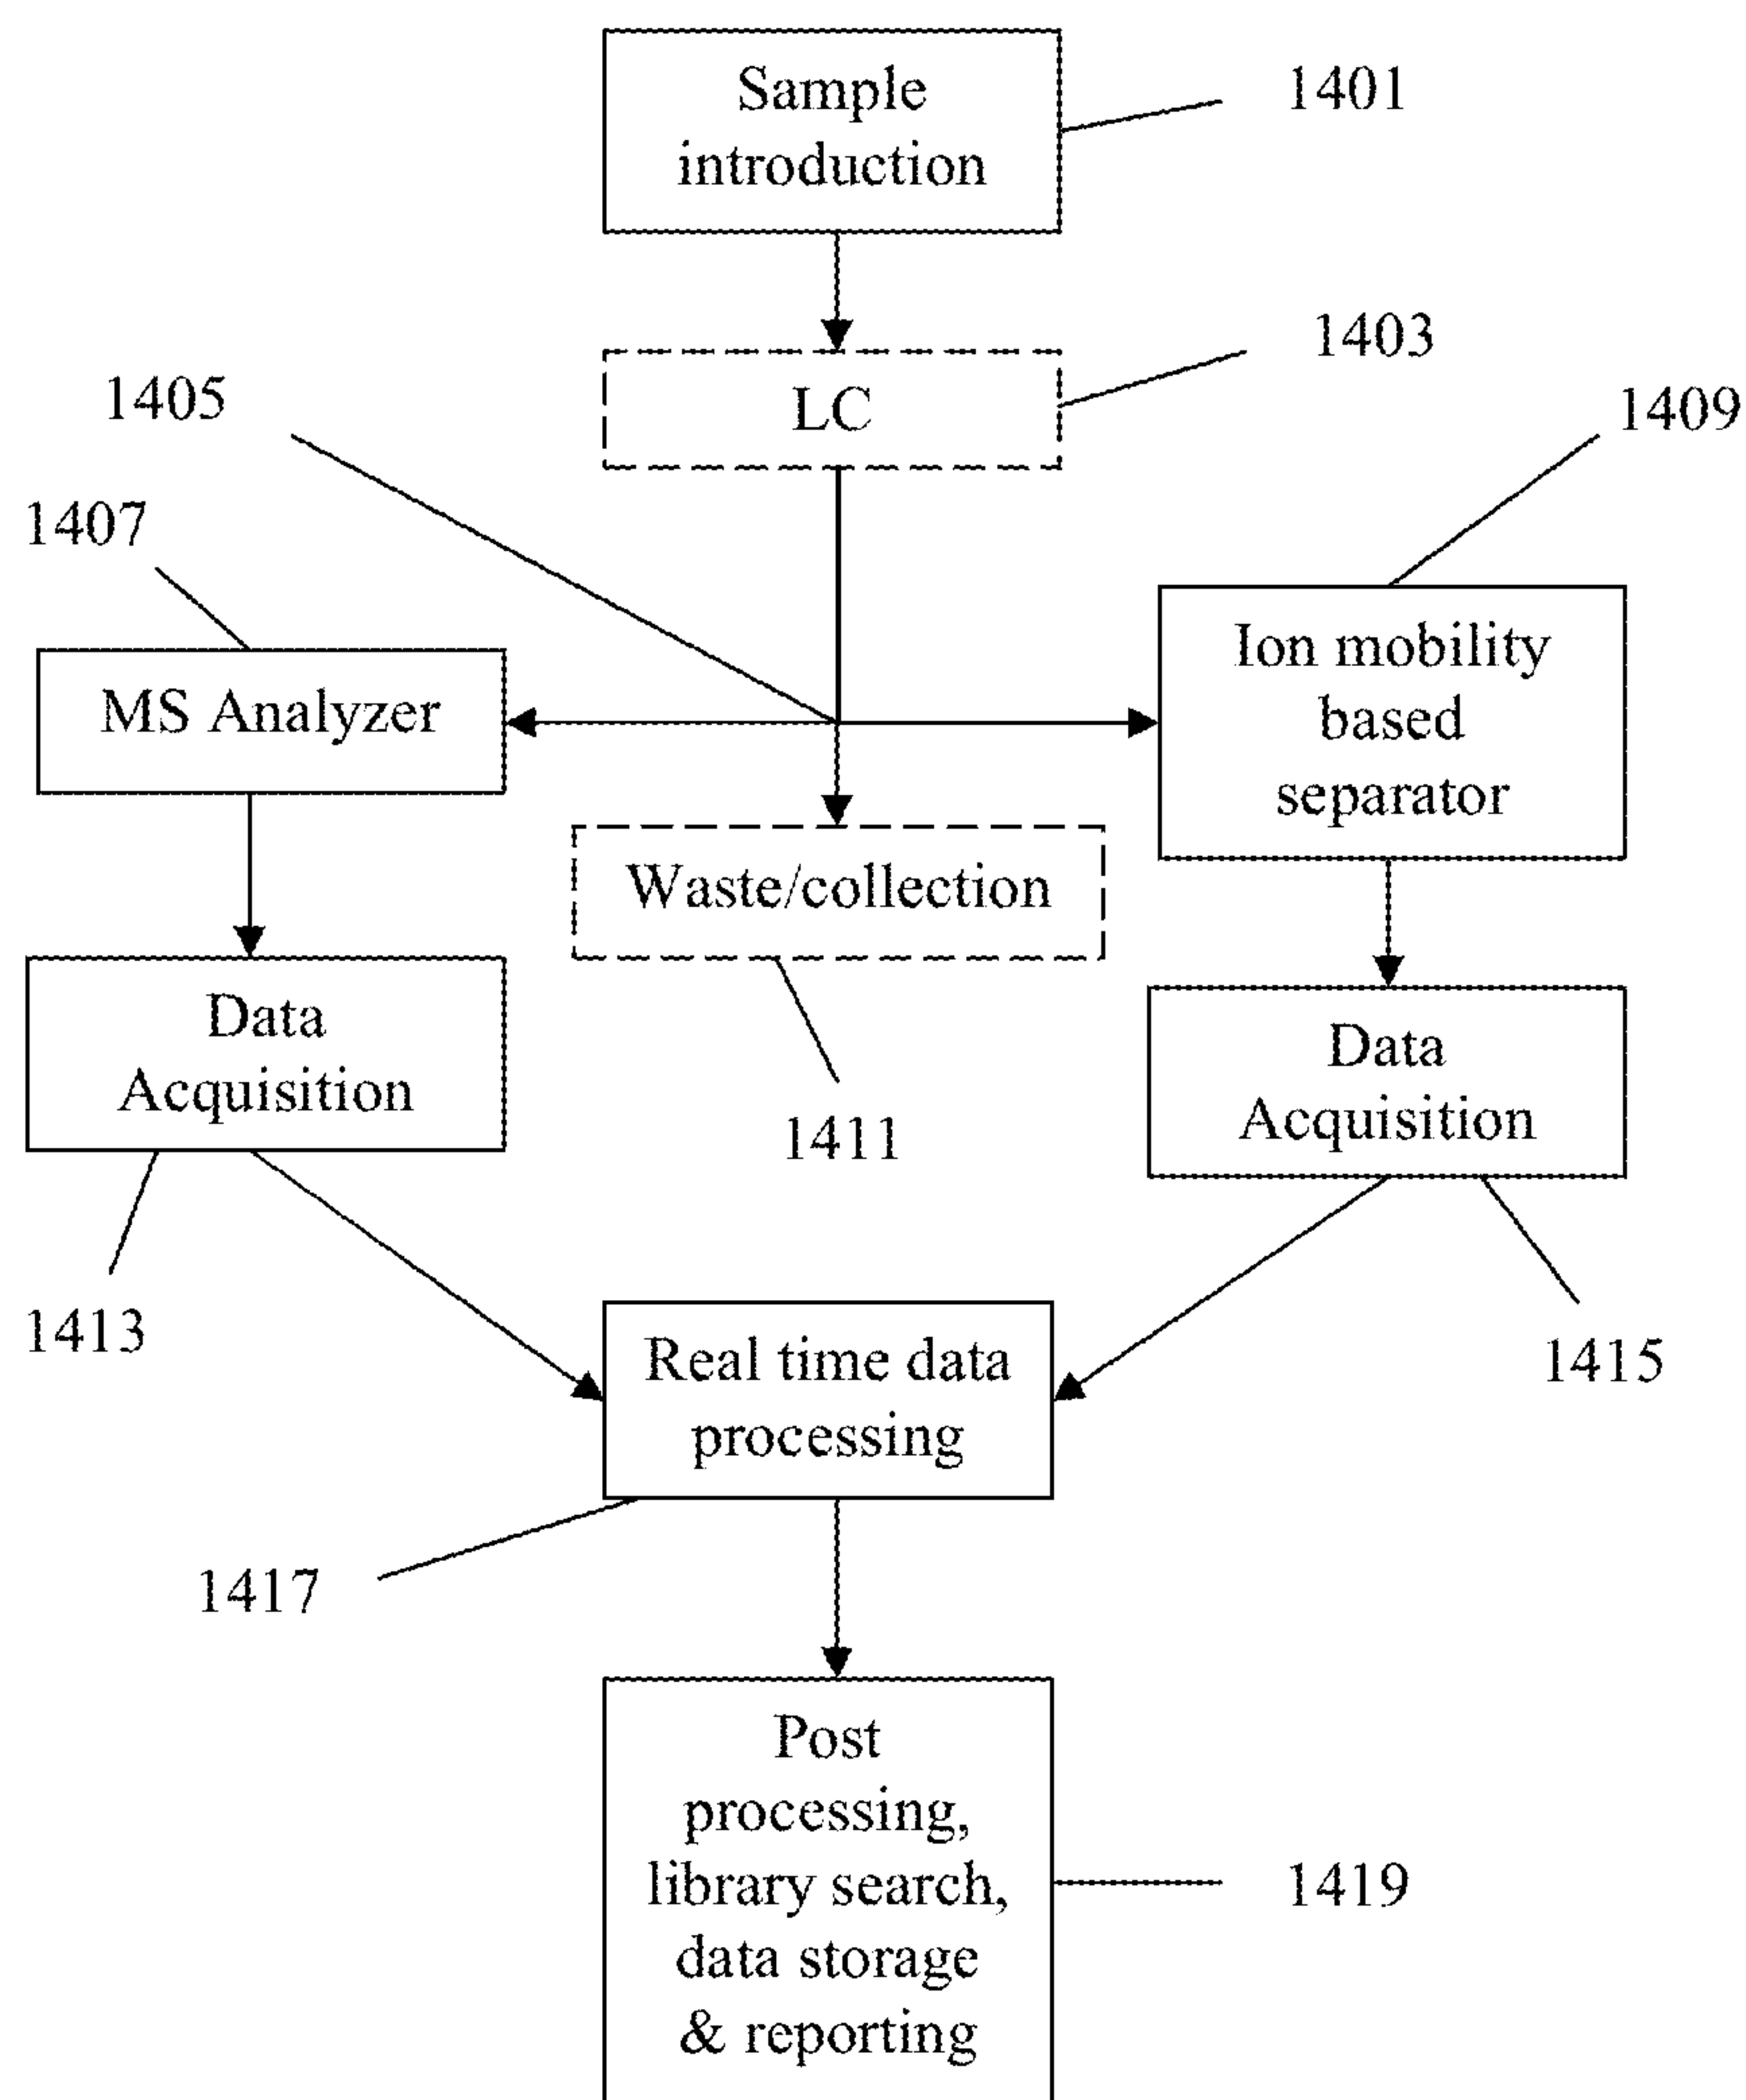 Sample
introduction
1401
1403
LC
1405
1409
1407
Ion mobility
based
separator
MS Analyzer
Waste/collection
Data
Acquisition
Data
Acquisition
1411
1413
Real time data
processing
1415
1417
Post
processing,
library search,
data storage
& reporting
1419